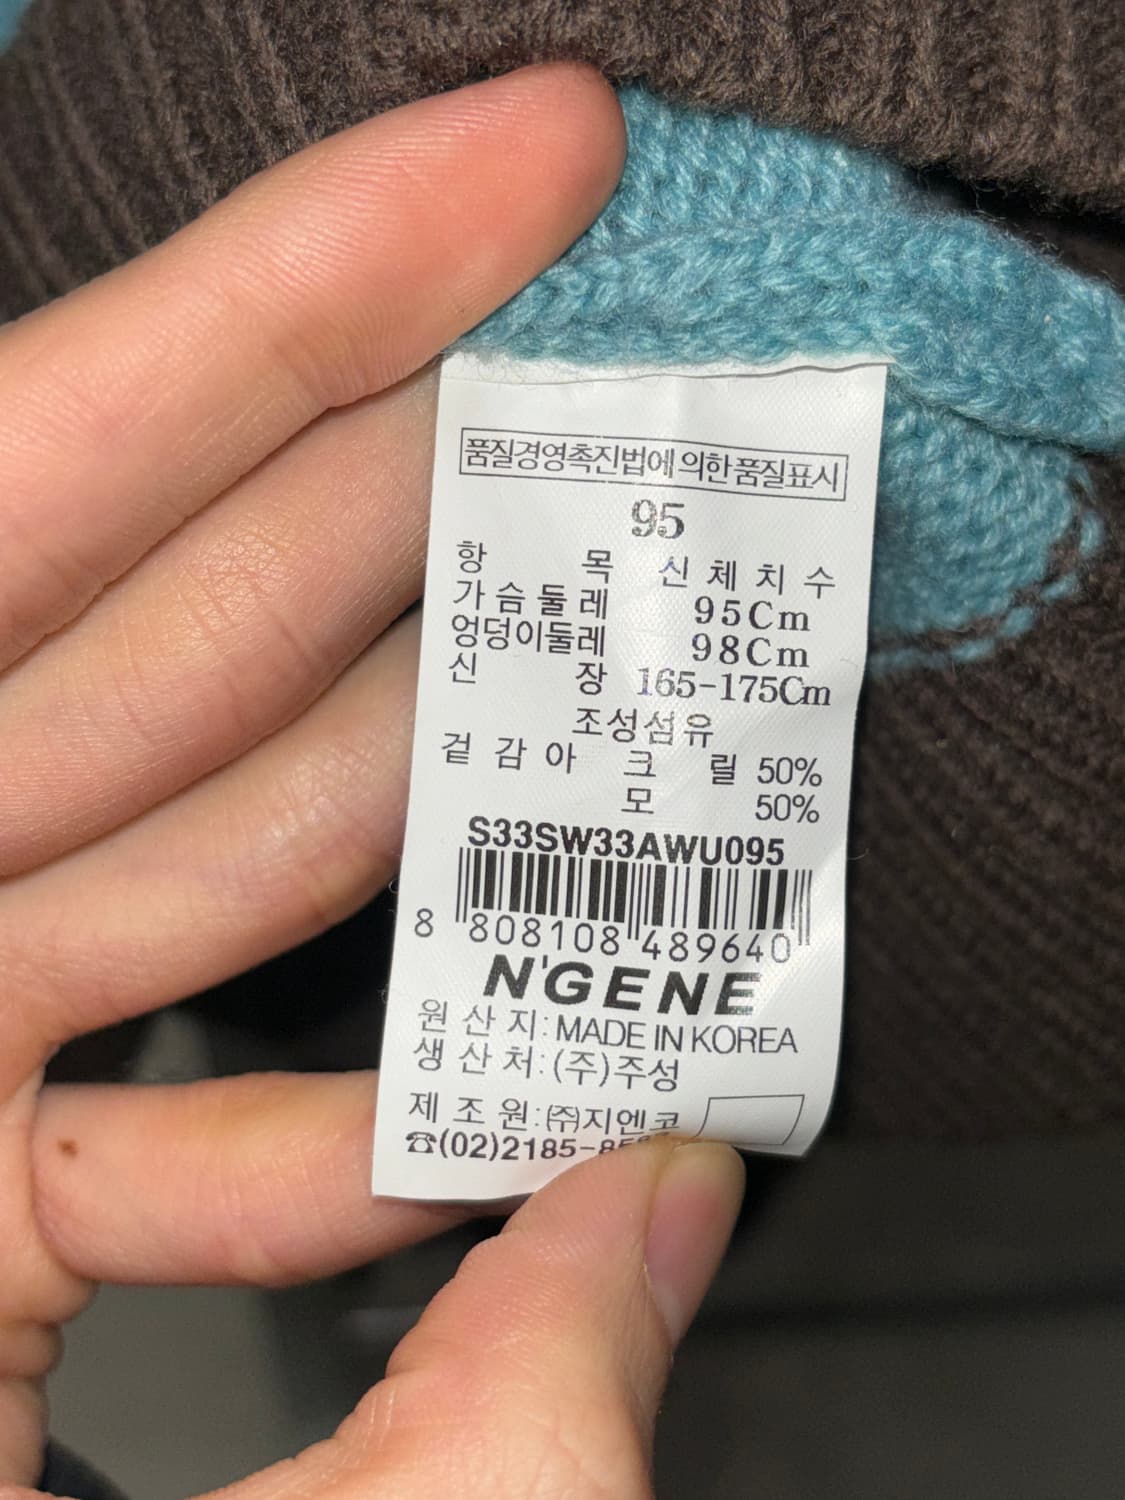 품질경영촉진법에 의한 품질표시
95
항 목 신 체 치 수
가슴둘레 95Cm
엉덩이둘레 98Cm
신 장 165-175Cm
조성섬유
겉 감 아 크 릴 50%
모 50%
S33SW33AWU095
8 808108 489640
N'GENE
원 산 지: MADE IN KOREA
생 산 처: (주)주성
제 조 원: ㈜지엔코
☎(02)2185-